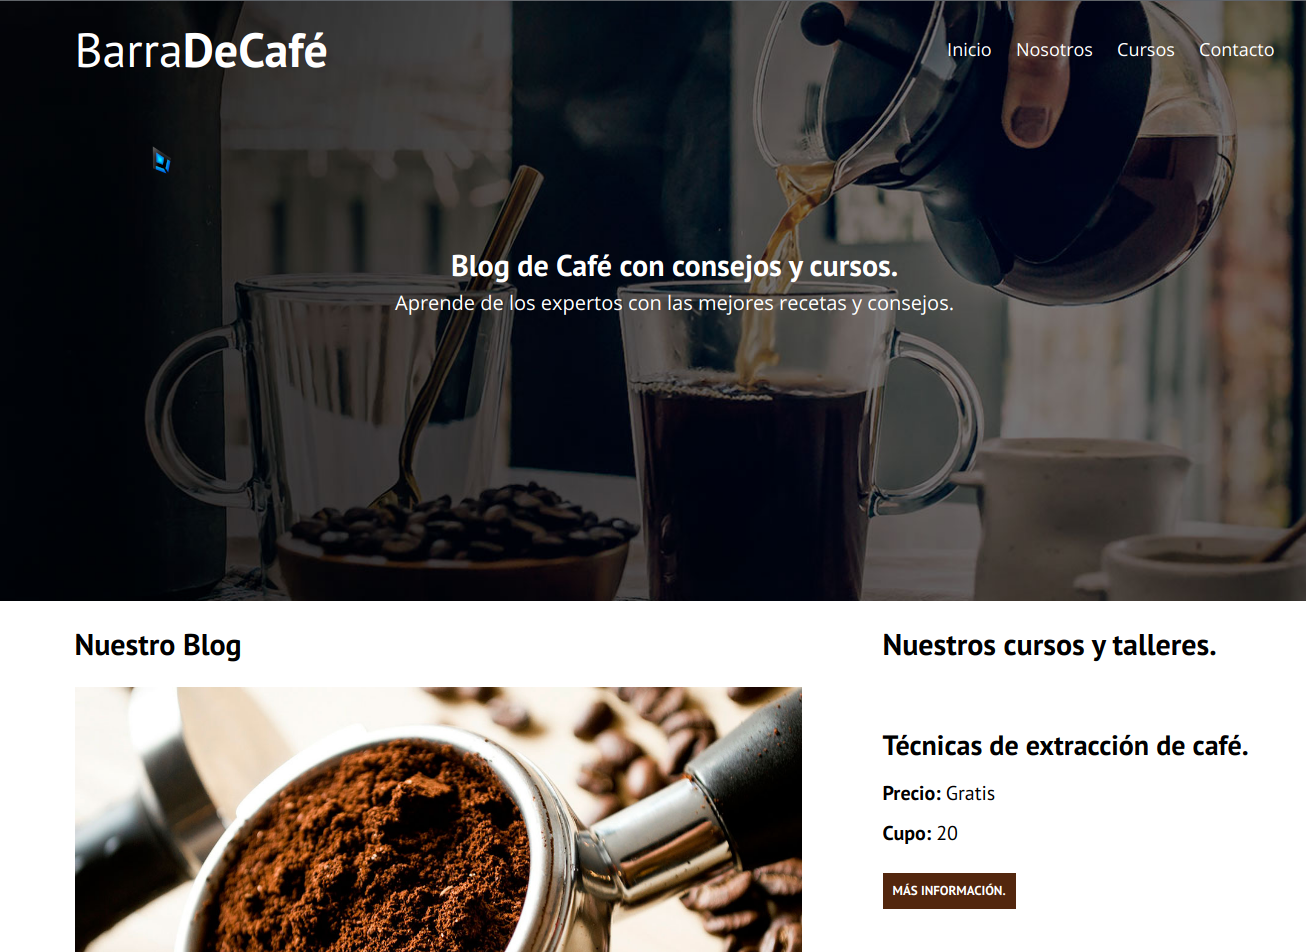 BarraDeCafé
Inicio Nosotros Cursos Contacto
Blog de Café con consejos y cursos.
Aprende de los expertos con las mejores recetas y consejos.
Nuestro Blog
Nuestros cursos y talleres.
Técnicas de extracción de café.
Precio: Gratis
Cupo: 20
MÁS INFORMACIÓN.